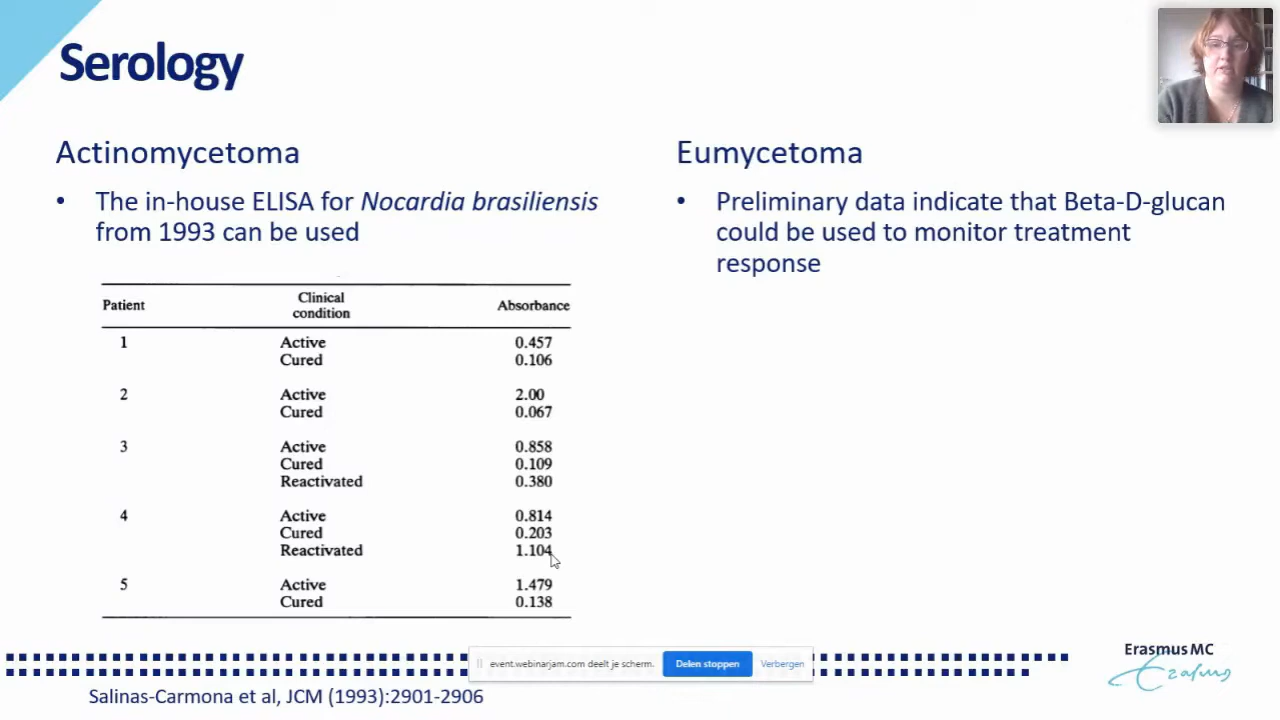 Serology
Actinomycetoma
• The in-house ELISA for Nocardia brasiliensis
from 1993 can be used
Patient Clinical condition Absorbance
1 Active 0.457
Cured 0.106
2 Active 2.00
Cured 0.067
3 Active 0.858
Cured 0.109
Reactivated 0.380
4 Active 0.814
Cured 0.203
Reactivated 1.104
5 Active 1.479
Cured 0.138
Eumycetoma
• Preliminary data indicate that Beta-D-glucan
could be used to monitor treatment
response
event.webinarjam.com deelt je scherm. Delen stoppen Verbergen
Erasmus MC
Erasmus
Salinas-Carmona et al, JCM (1993):2901-2906